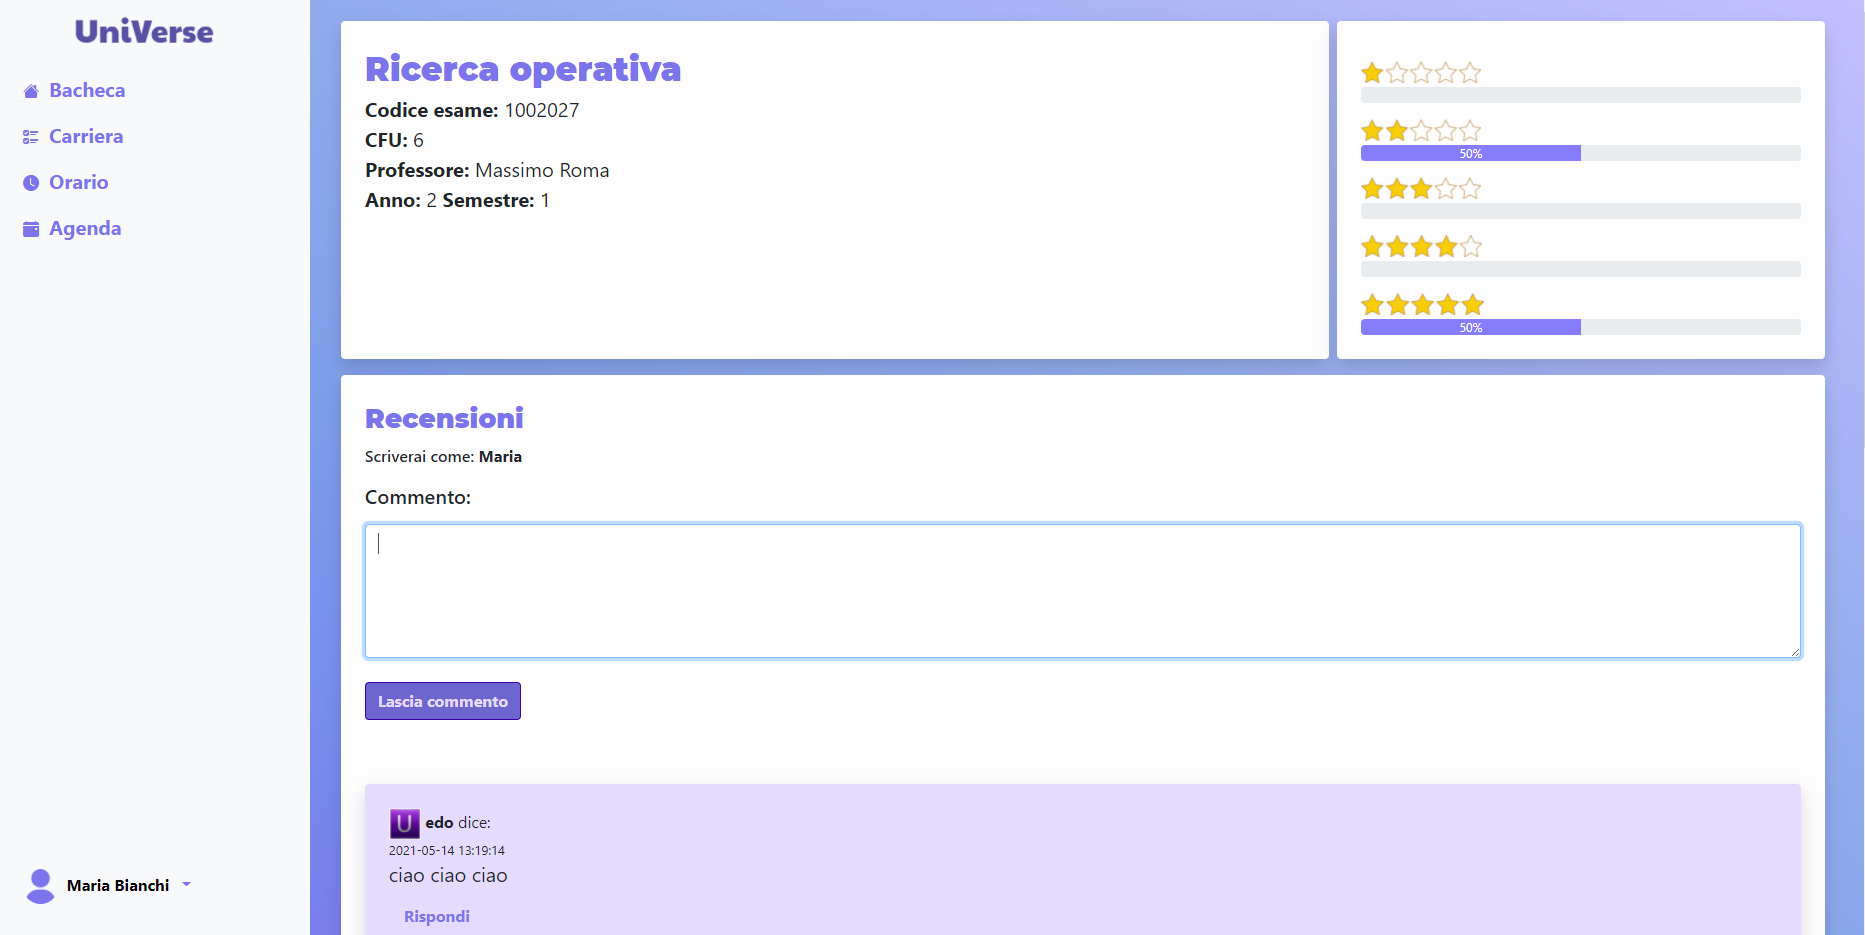 UniVerse
Bacheca
Carriera
Orario
Agenda
Maria Bianchi
Ricerca operativa
Codice esame: 1002027
CFU: 6
Professore: Massimo Roma
Anno: 2 Semestre: 1
50%
50%
Recensioni
Scriverai come: Maria
Commento:
Lascia commento
U edo dice:
2021-05-14 13:19:14
ciao ciao ciao
Rispondi